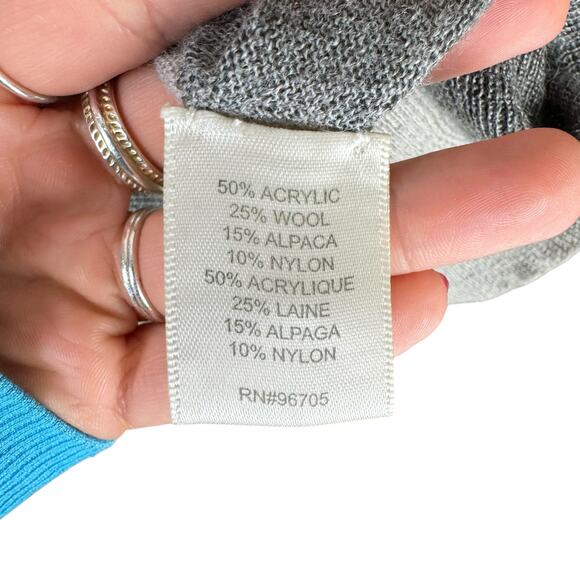 50% ACRYLIC
25% WOOL
15% ALPACA
10% NYLON
50% ACRYLIQUE
25% LAINE
15% ALPAGA
10% NYLON
RN#96705